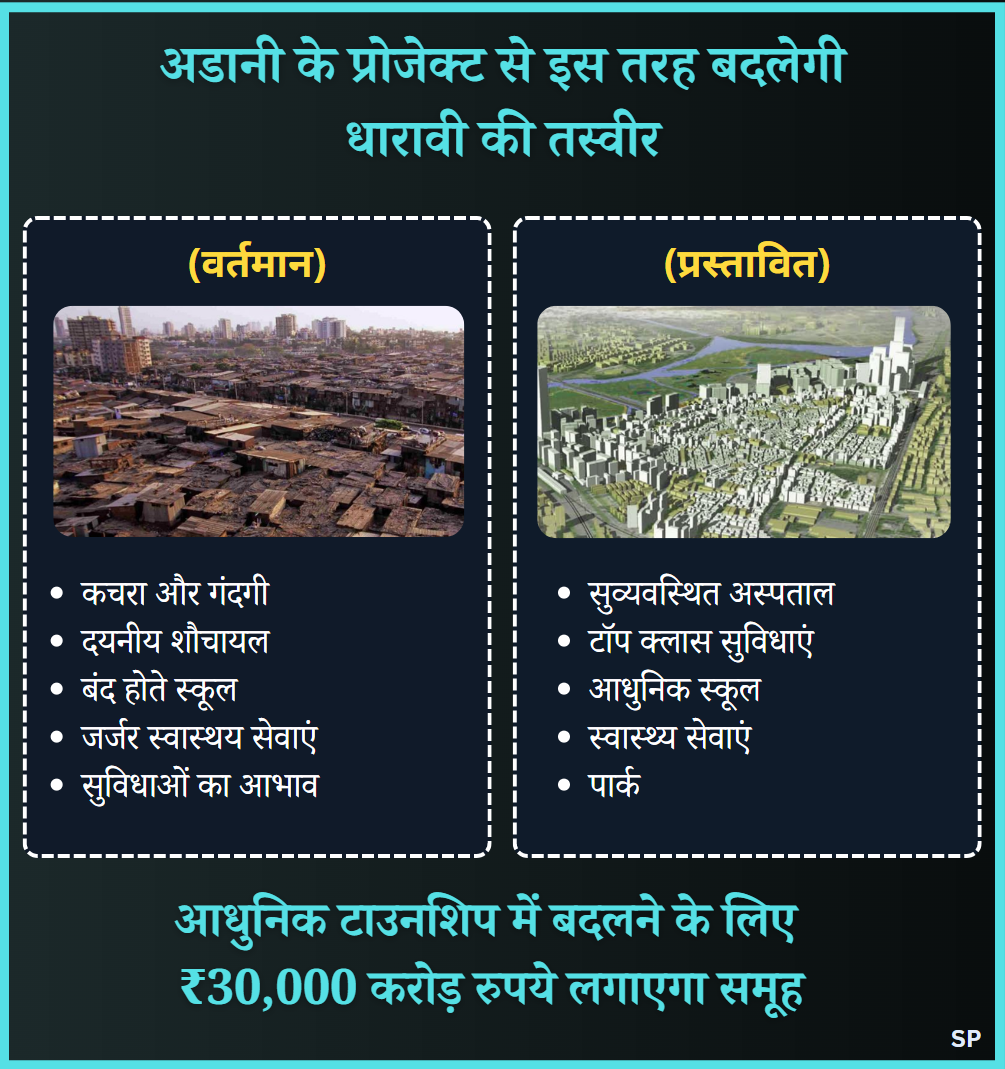 अडानी के प्रोजेक्ट से इस तरह बदलेगी
धारावी की तस्वीर
(वर्तमान)
• कचरा और गंदगी
• दयनीय शौचायल
• बंद होते स्कूल
• जर्जर स्वास्थय सेवाएं
• सुविधाओं का आभाव
(प्रस्तावित)
• सुव्यवस्थित अस्पताल
• टॉप क्लास सुविधाएं
• आधुनिक स्कूल
• स्वास्थ्य सेवाएं
• पार्क
आधुनिक टाउनशिप में बदलने के लिए
₹30,000 करोड़ रुपये लगाएगा समूह
SP